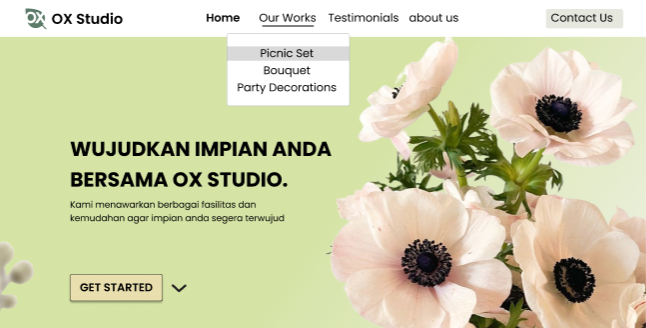 OX OX Studio
Home Our Works Testimonials about us Contact Us
Picnic Set
Bouquet
Party Decorations
WUJUDKAN IMPIAN ANDA
BERSAMA OX STUDIO.
Kami menawarkan berbagai fasilitas dan
kemudahan agar impian anda segera terwujud
GET STARTED